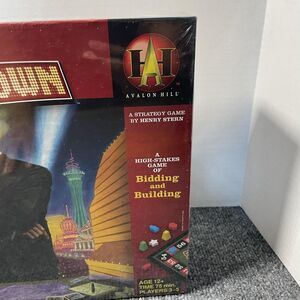 OWN
AVALON HILL
A STRATEGY GAME
BY HENRY STERN
A
HIGH-STAKES
GAME
OF
Bidding
and
Building
AGE 12+
TIME 75 min.
PLAYERS 3-5